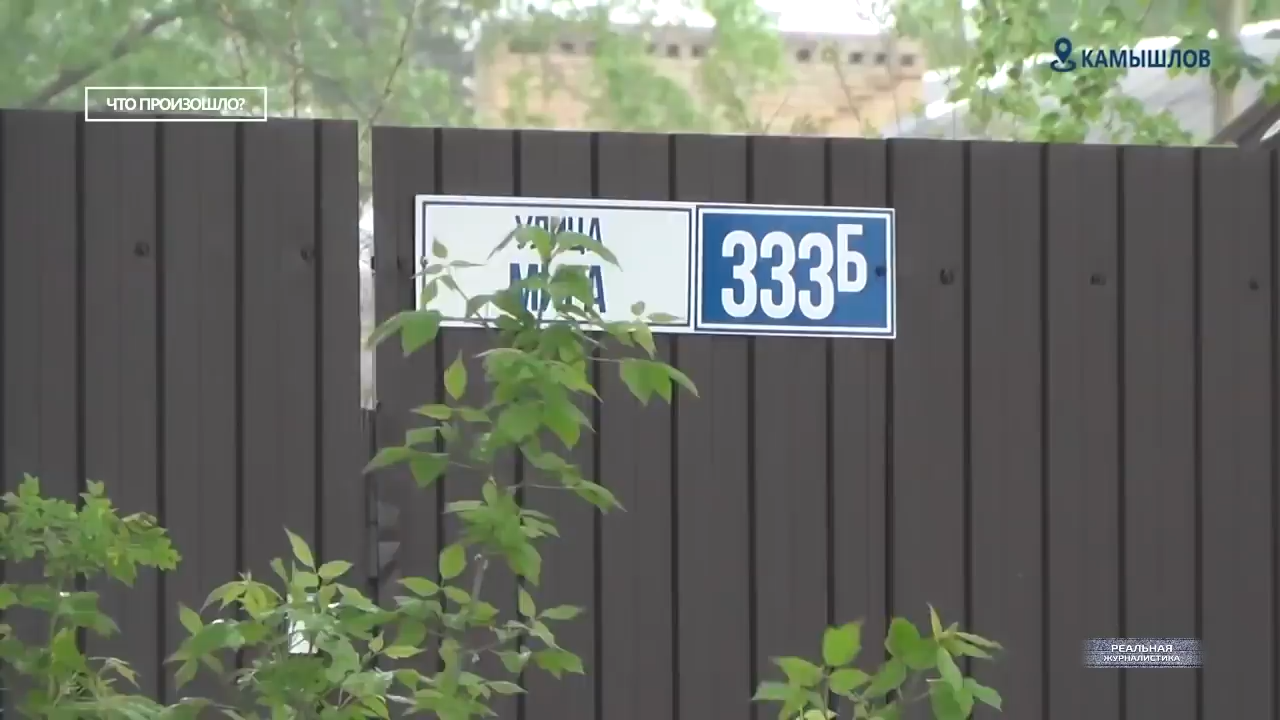 КАМЫШЛОВ
ЧТО ПРОИЗОШЛО?
УЛИЦА
333Б
РЕАЛЬНАЯ
ЖУРНАЛИСТИКА